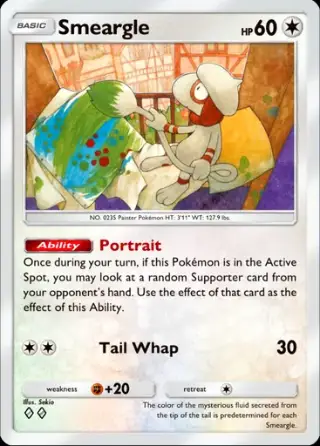 BASIC Smeargle HP 60
NO. 0235 Painter Pokémon HT: 3'11" WT: 127.9 lbs.
Ability Portrait
Once during your turn, if this Pokémon is in the Active
Spot, you may look at a random Supporter card from
your opponent's hand. Use the effect of that card as
the effect of this Ability.
Tail Whap 30
weakness +20 retreat
Illus. Sekio
The color of the mysterious fluid secreted
from the tip of the tail is predetermined for each
Smeargle.